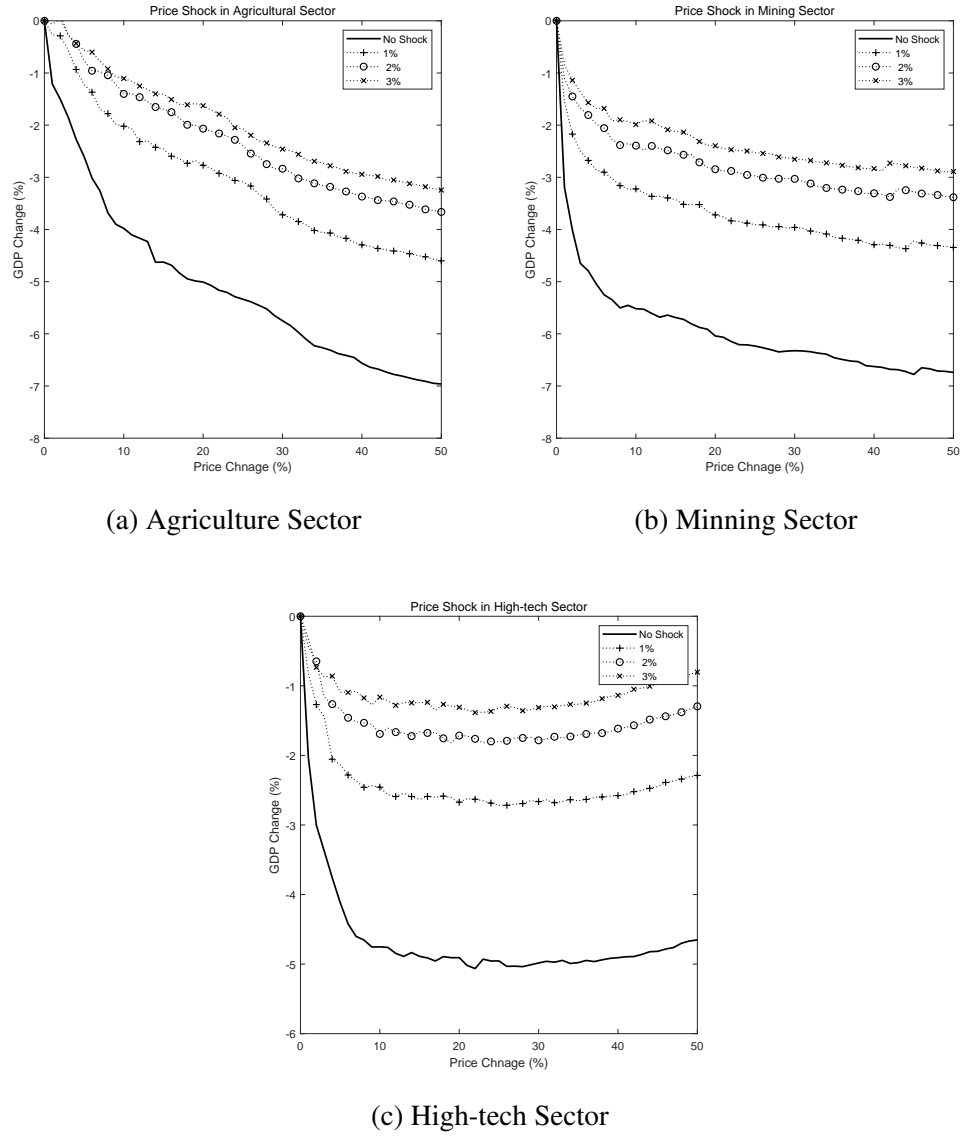 Price Shock in Agricultural Sector
No Shock
1%
2%
3%
0
-1
-2
-3
-4
-5
-6
-7
-8
GDP Change (%)
0 10 20 30 40 50
Price Chnage (%)
(a) Agriculture Sector
Price Shock in Mining Sector
No Shock
1%
2%
3%
0
-1
-2
-3
-4
-5
-6
-7
-8
GDP Change (%)
0 10 20 30 40 50
Price Chnage (%)
(b) Minning Sector
Price Shock in High-tech Sector
No Shock
1%
2%
3%
0
-1
-2
-3
-4
-5
-6
GDP Change (%)
0 10 20 30 40 50
Price Chnage (%)
(c) High-tech Sector